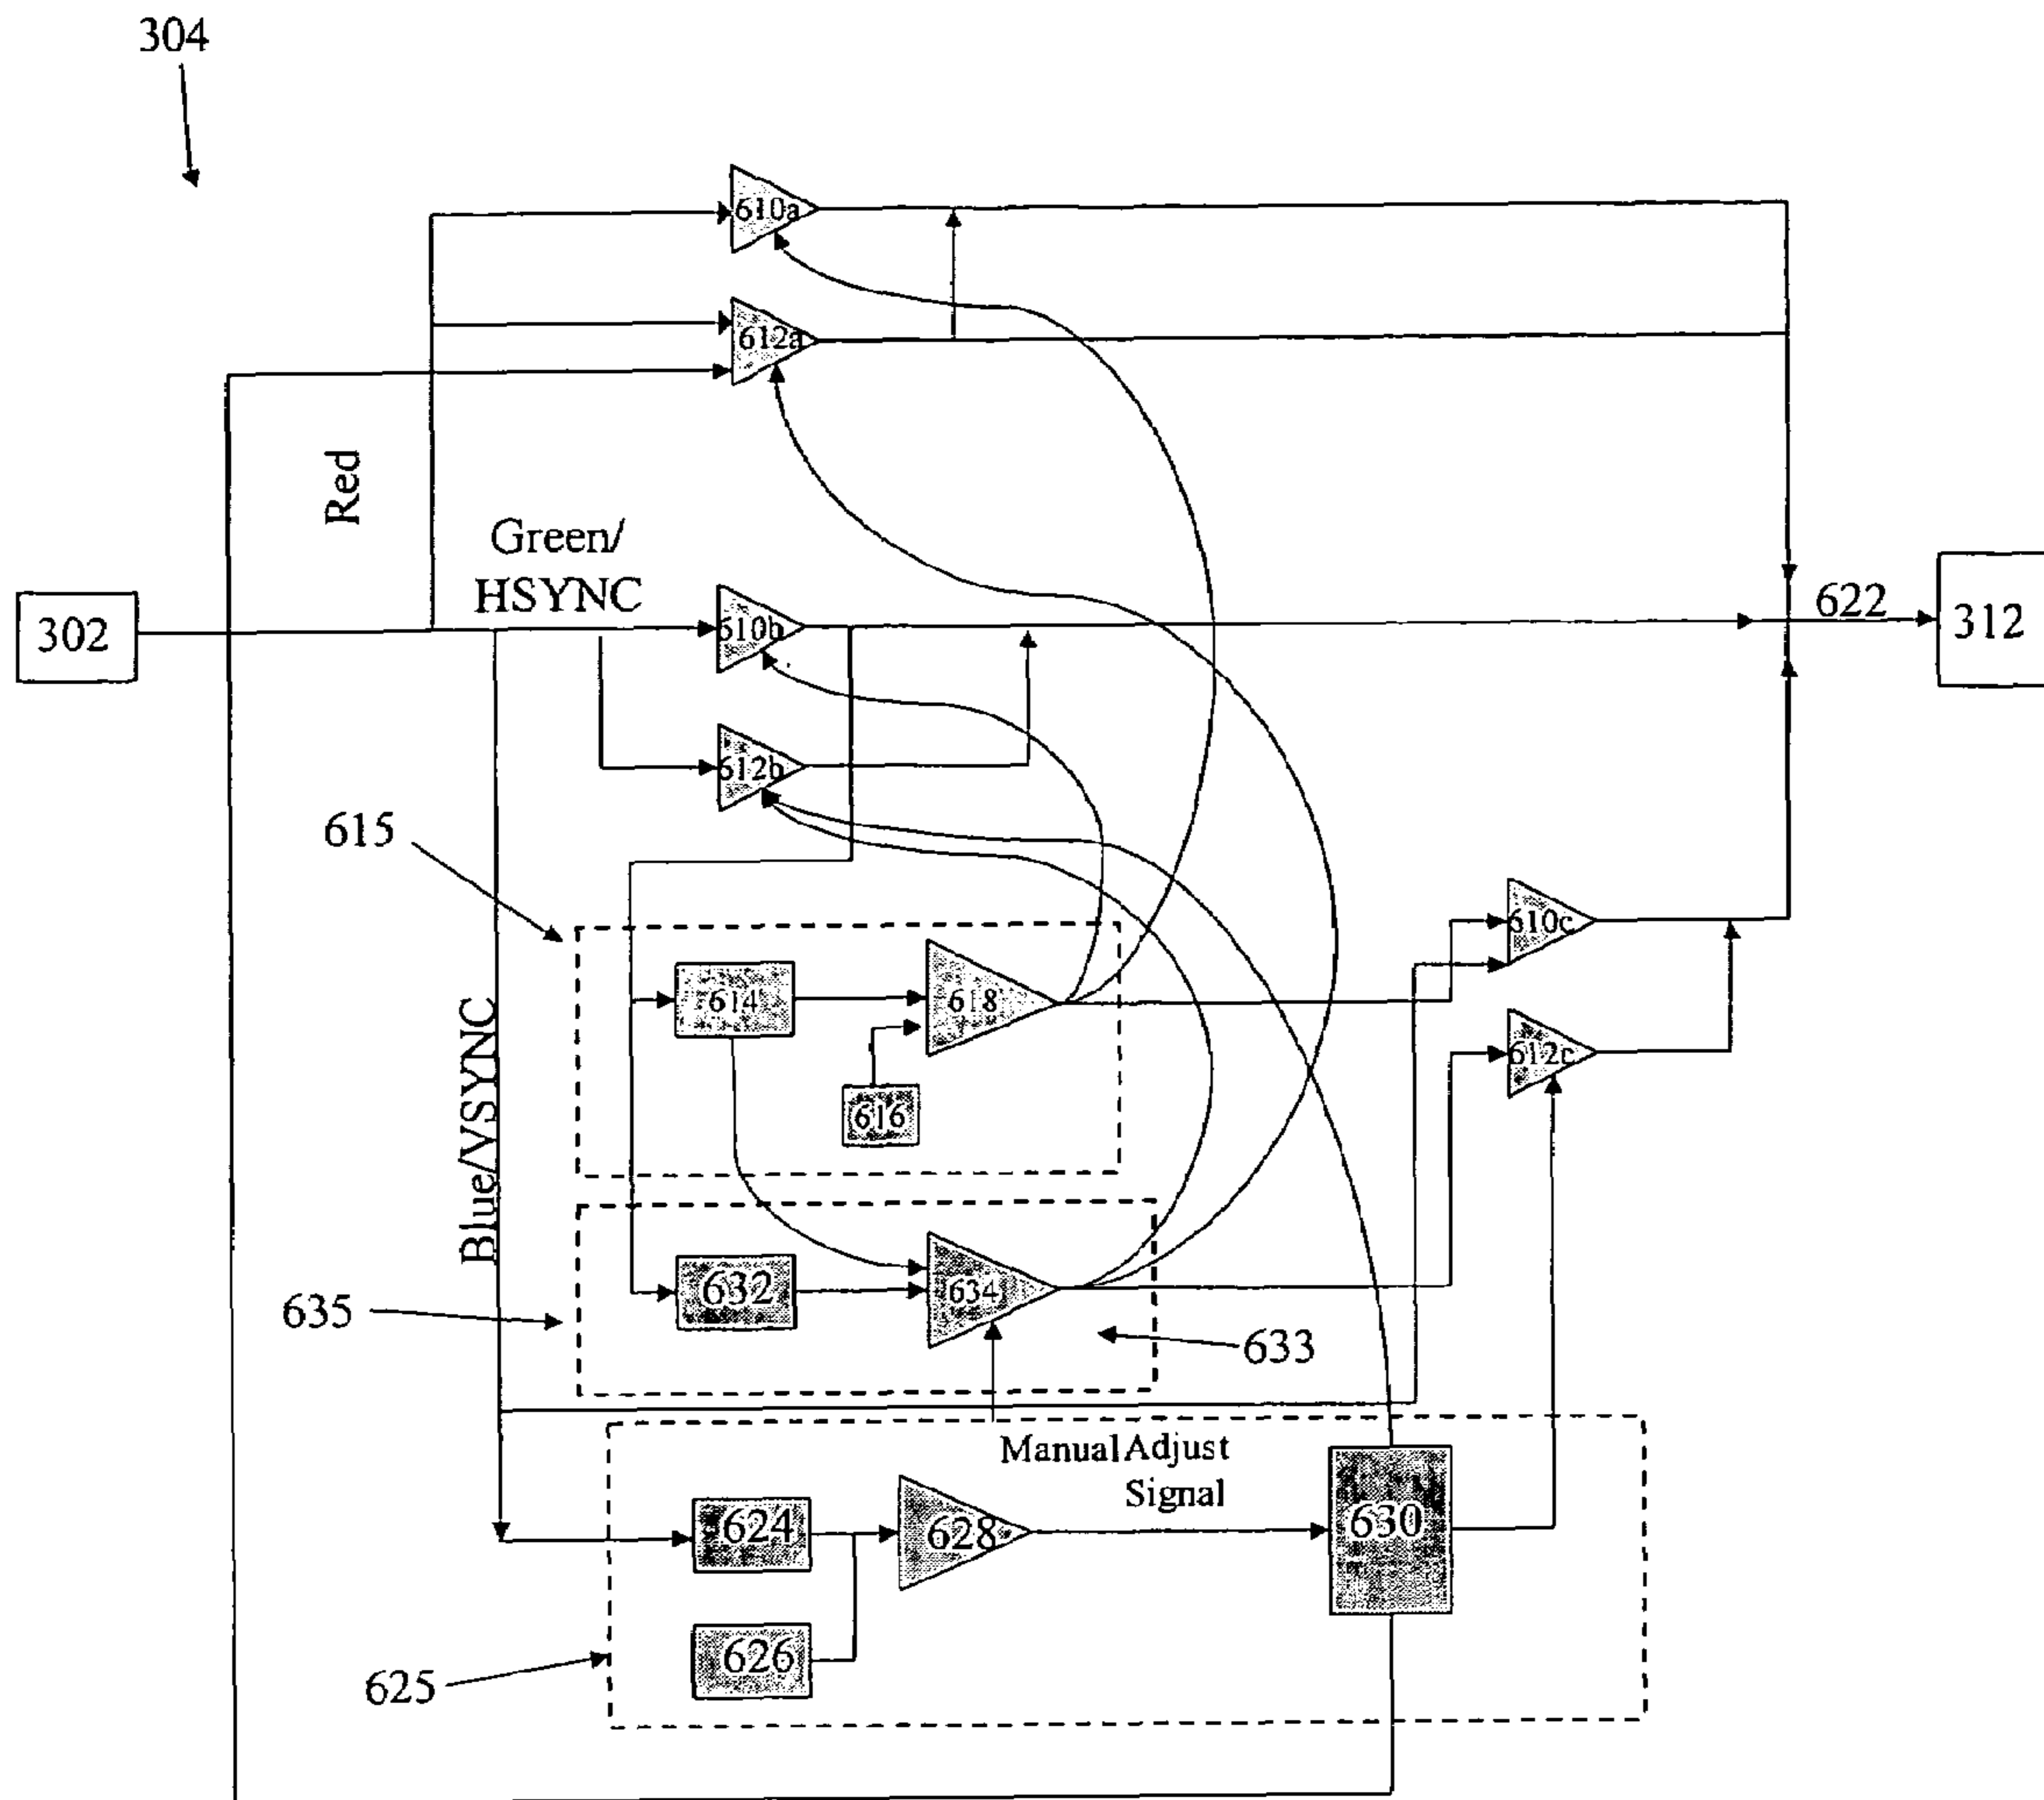 304
610a
612a
Red
Green/
HSYNC
302
610b
622
312
612b
615
610c
614
618
612c
616
Blue/VSYNC
632
634
635
633
Manual Adjust
Signal
624
628
630
626
625